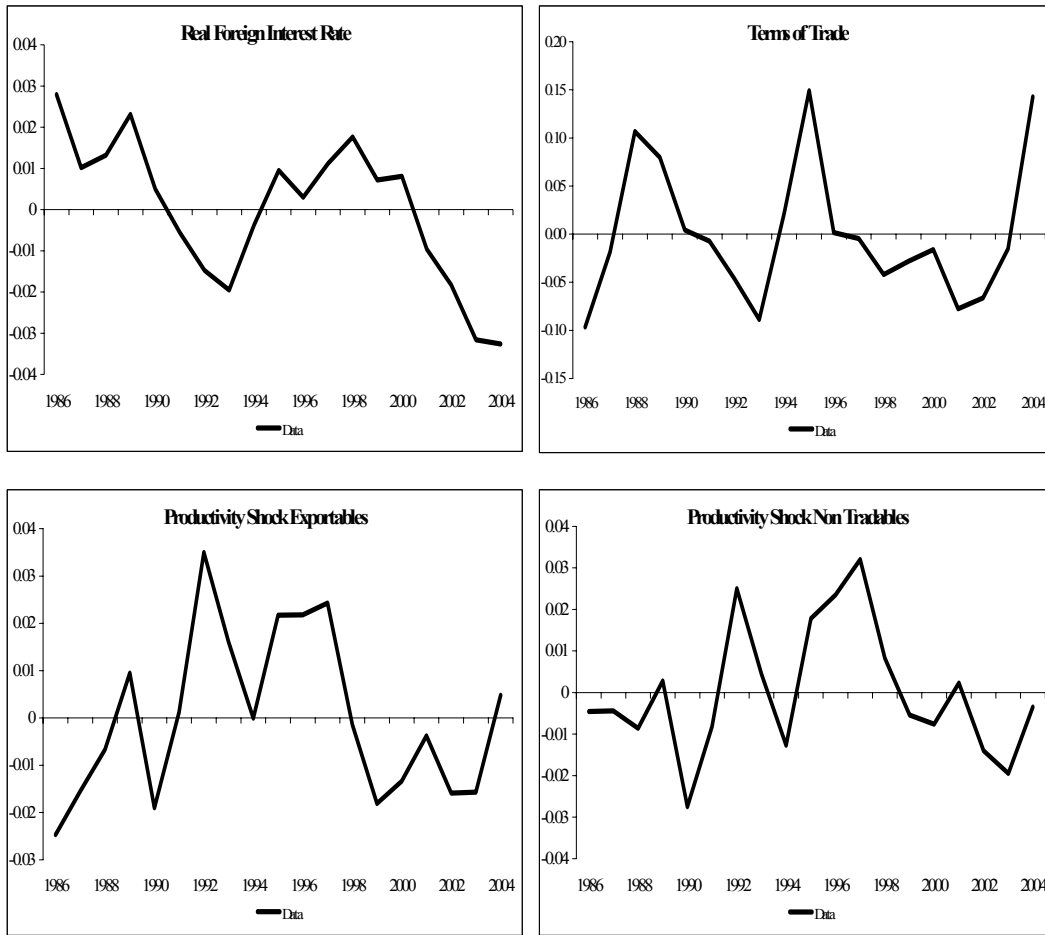 Real Foreign Interest Rate
0.04
0.03
0.02
0.01
0
-0.01
-0.02
-0.03
-0.04
1986 1988 1990 1992 1994 1996 1998 2000 2002 2004
Data
Terms of Trade
0.20
0.15
0.10
0.05
0.00
-0.05
-0.10
-0.15
1986 1988 1990 1992 1994 1996 1998 2000 2002 2004
Data
Productivity Shock Exportables
0.04
0.03
0.02
0.01
0
-0.01
-0.02
-0.03
1986 1988 1990 1992 1994 1996 1998 2000 2002 2004
Data
Productivity Shock Non Tradables
0.04
0.03
0.02
0.01
0
-0.01
-0.02
-0.03
-0.04
1986 1988 1990 1992 1994 1996 1998 2000 2002 2004
Data